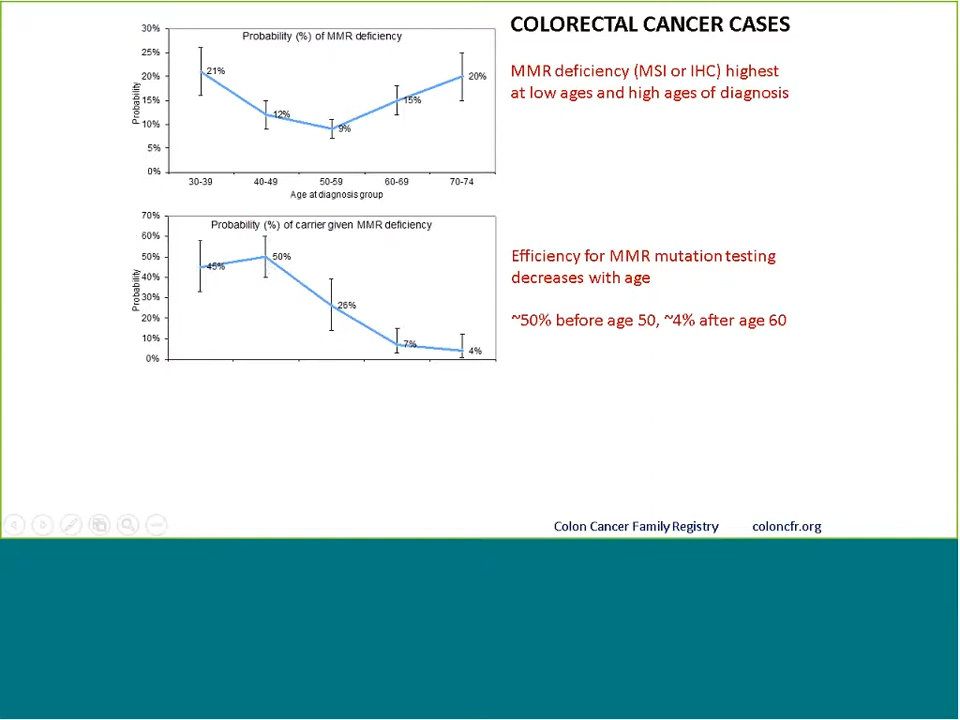 COLORECTAL CANCER CASES
Probability (%) of MMR deficiency
MMR deficiency (MSI or IHC) highest
at low ages and high ages of diagnosis
Probability
30%
25%
20%
15%
10%
5%
0%
21%
12%
9%
15%
20%
30-39 40-49 50-59 60-69 70-74
Age at diagnosis group
Probability (%) of carrier given MMR deficiency
Probability
70%
60%
50%
40%
30%
20%
10%
0%
45%
50%
26%
7%
4%
Efficiency for MMR mutation testing
decreases with age
~50% before age 50, ~4% after age 60
Colon Cancer Family Registry coloncfr.org